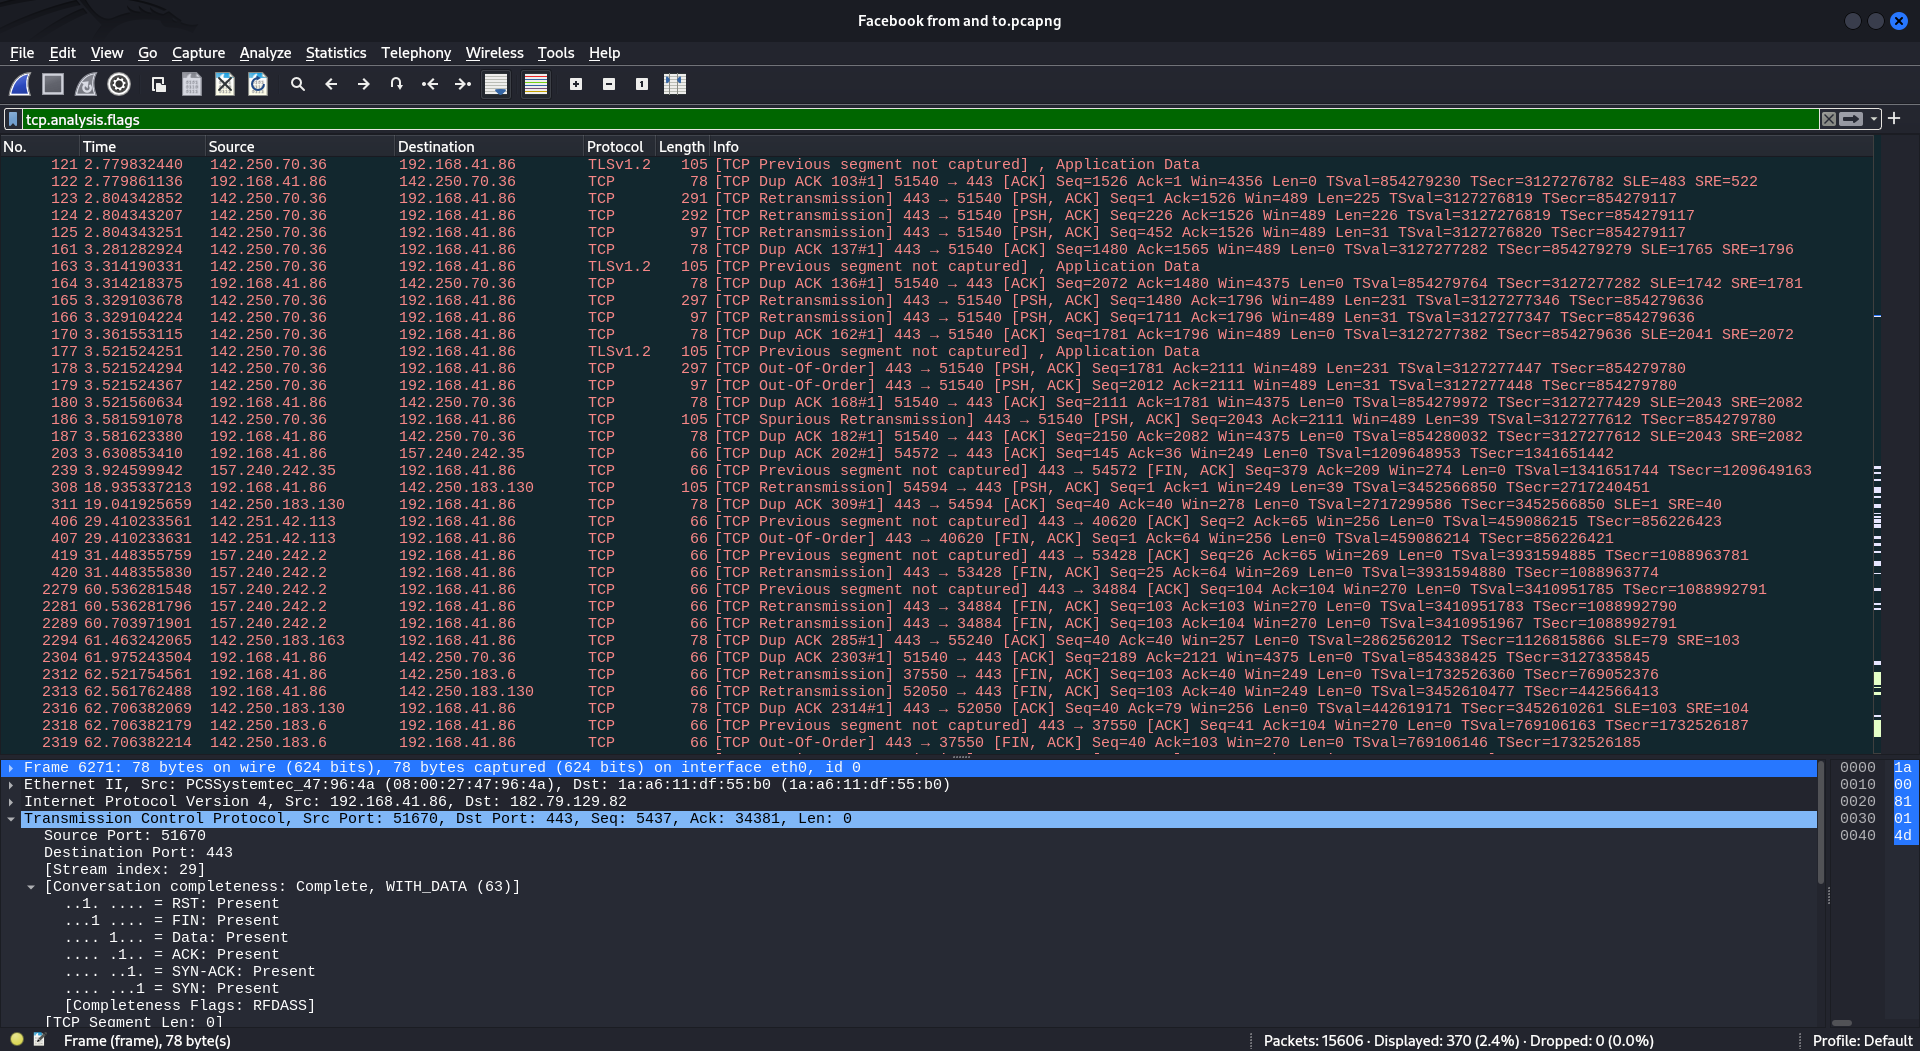 Facebook from and to.pcapng
File Edit View Go Capture Analyze Statistics Telephony Wireless Tools Help
tcp.analysis.flags
No. Time Source Destination Protocol Length Info
121 2.779832440 142.250.70.36 192.168.41.86 TLSv1.2 105 [TCP Previous segment not captured] , Application Data
122 2.779861136 192.168.41.86 142.250.70.36 TCP 78 [TCP Dup ACK 103#1] 51540 → 443 [ACK] Seq=1526 Ack=1 Win=4356 Len=0 TSval=854279230 TSecr=3127276782 SLE=483 SRE=522
123 2.804342852 142.250.70.36 192.168.41.86 TCP 291 [TCP Retransmission] 443 → 51540 [PSH, ACK] Seq=1 Ack=1526 Win=489 Len=225 TSval=3127276819 TSecr=854279117
124 2.804343207 142.250.70.36 192.168.41.86 TCP 292 [TCP Retransmission] 443 → 51540 [PSH, ACK] Seq=226 Ack=1526 Win=489 Len=226 TSval=3127276819 TSecr=854279117
125 2.804343251 142.250.70.36 192.168.41.86 TCP 97 [TCP Retransmission] 443 → 51540 [PSH, ACK] Seq=452 Ack=1526 Win=489 Len=31 TSval=3127276820 TSecr=854279117
161 3.281282924 142.250.70.36 192.168.41.86 TCP 78 [TCP Dup ACK 137#1] 443 → 51540 [ACK] Seq=1480 Ack=1565 Win=489 Len=0 TSval=3127277282 TSecr=854279279 SLE=1765 SRE=1796
163 3.314190331 142.250.70.36 192.168.41.86 TLSv1.2 105 [TCP Previous segment not captured] , Application Data
164 3.314218375 192.168.41.86 142.250.70.36 TCP 78 [TCP Dup ACK 136#1] 51540 → 443 [ACK] Seq=2072 Ack=1480 Win=4375 Len=0 TSval=854279764 TSecr=3127277282 SLE=1742 SRE=1781
165 3.329103678 142.250.70.36 192.168.41.86 TCP 297 [TCP Retransmission] 443 → 51540 [PSH, ACK] Seq=1480 Ack=1796 Win=489 Len=231 TSval=3127277346 TSecr=854279636
166 3.329104224 142.250.70.36 192.168.41.86 TCP 97 [TCP Retransmission] 443 → 51540 [PSH, ACK] Seq=1711 Ack=1796 Win=489 Len=31 TSval=3127277347 TSecr=854279636
170 3.361553115 142.250.70.36 192.168.41.86 TCP 78 [TCP Dup ACK 162#1] 443 → 51540 [ACK] Seq=1781 Ack=1796 Win=489 Len=0 TSval=3127277382 TSecr=854279636 SLE=2041 SRE=2072
177 3.521524251 142.250.70.36 192.168.41.86 TLSv1.2 105 [TCP Previous segment not captured] , Application Data
178 3.521524294 142.250.70.36 192.168.41.86 TCP 297 [TCP Out-Of-Order] 443 → 51540 [PSH, ACK] Seq=1781 Ack=2111 Win=489 Len=231 TSval=3127277447 TSecr=854279780
179 3.521524367 142.250.70.36 192.168.41.86 TCP 97 [TCP Out-Of-Order] 443 → 51540 [PSH, ACK] Seq=2012 Ack=2111 Win=489 Len=31 TSval=3127277448 TSecr=854279780
180 3.521560634 192.168.41.86 142.250.70.36 TCP 78 [TCP Dup ACK 168#1] 51540 → 443 [ACK] Seq=2111 Ack=1781 Win=4375 Len=0 TSval=854279972 TSecr=3127277429 SLE=2043 SRE=2082
186 3.581591078 142.250.70.36 192.168.41.86 TCP 105 [TCP Spurious Retransmission] 443 → 51540 [PSH, ACK] Seq=2043 Ack=2111 Win=489 Len=39 TSval=3127277612 TSecr=854279780
187 3.581623380 192.168.41.86 142.250.70.36 TCP 78 [TCP Dup ACK 182#1] 51540 → 443 [ACK] Seq=2150 Ack=2082 Win=4375 Len=0 TSval=854280032 TSecr=3127277612 SLE=2043 SRE=2082
203 3.630853410 192.168.41.86 157.240.242.35 TCP 66 [TCP Dup ACK 202#1] 54572 → 443 [ACK] Seq=145 Ack=36 Win=249 Len=0 TSval=1209648953 TSecr=1341651442
239 3.924599942 157.240.242.35 192.168.41.86 TCP 66 [TCP Previous segment not captured] 443 → 54572 [FIN, ACK] Seq=379 Ack=209 Win=274 Len=0 TSval=1341651744 TSecr=1209649163
308 18.935337213 192.168.41.86 142.250.183.130 TCP 105 [TCP Retransmission] 54594 → 443 [PSH, ACK] Seq=1 Ack=1 Win=249 Len=39 TSval=3452566850 TSecr=2717240451
311 19.041925659 142.250.183.130 192.168.41.86 TCP 78 [TCP Dup ACK 309#1] 443 → 54594 [ACK] Seq=40 Ack=40 Win=278 Len=0 TSval=2717299586 TSecr=3452566850 SLE=1 SRE=40
406 29.410233561 142.251.42.113 192.168.41.86 TCP 66 [TCP Previous segment not captured] 443 → 40620 [ACK] Seq=2 Ack=65 Win=256 Len=0 TSval=459086215 TSecr=856226423
407 29.410233631 142.251.42.113 192.168.41.86 TCP 66 [TCP Out-Of-Order] 443 → 40620 [FIN, ACK] Seq=1 Ack=64 Win=256 Len=0 TSval=459086214 TSecr=856226421
419 31.448355759 157.240.242.2 192.168.41.86 TCP 66 [TCP Previous segment not captured] 443 → 53428 [ACK] Seq=26 Ack=65 Win=269 Len=0 TSval=3931594885 TSecr=1088963781
420 31.448355830 157.240.242.2 192.168.41.86 TCP 66 [TCP Retransmission] 443 → 53428 [FIN, ACK] Seq=25 Ack=64 Win=269 Len=0 TSval=3931594880 TSecr=1088963774
2279 60.536281548 157.240.242.2 192.168.41.86 TCP 66 [TCP Previous segment not captured] 443 → 34884 [ACK] Seq=104 Ack=104 Win=270 Len=0 TSval=3410951785 TSecr=1088992791
2281 60.536281796 157.240.242.2 192.168.41.86 TCP 66 [TCP Retransmission] 443 → 34884 [FIN, ACK] Seq=103 Ack=103 Win=270 Len=0 TSval=3410951783 TSecr=1088992790
2289 60.703971901 157.240.242.2 192.168.41.86 TCP 66 [TCP Retransmission] 443 → 34884 [FIN, ACK] Seq=103 Ack=104 Win=270 Len=0 TSval=3410951967 TSecr=1088992791
2294 61.463242065 142.250.183.163 192.168.41.86 TCP 78 [TCP Dup ACK 285#1] 443 → 55240 [ACK] Seq=40 Ack=40 Win=257 Len=0 TSval=2862562012 TSecr=1126815866 SLE=79 SRE=103
2304 61.975243504 192.168.41.86 142.250.70.36 TCP 66 [TCP Dup ACK 2303#1] 51540 → 443 [ACK] Seq=2189 Ack=2121 Win=4375 Len=0 TSval=854338425 TSecr=3127335845
2312 62.521754561 192.168.41.86 142.250.183.6 TCP 66 [TCP Retransmission] 37550 → 443 [FIN, ACK] Seq=103 Ack=40 Win=249 Len=0 TSval=1732526360 TSecr=769052376
2313 62.561762488 192.168.41.86 142.250.183.130 TCP 66 [TCP Retransmission] 52050 → 443 [FIN, ACK] Seq=103 Ack=40 Win=249 Len=0 TSval=3452610477 TSecr=442566413
2316 62.706382069 142.250.183.130 192.168.41.86 TCP 78 [TCP Dup ACK 2314#1] 443 → 52050 [ACK] Seq=40 Ack=79 Win=256 Len=0 TSval=442619171 TSecr=3452610261 SLE=103 SRE=104
2318 62.706382179 142.250.183.6 192.168.41.86 TCP 66 [TCP Previous segment not captured] 443 → 37550 [ACK] Seq=41 Ack=104 Win=270 Len=0 TSval=769106163 TSecr=1732526187
2319 62.706382214 142.250.183.6 192.168.41.86 TCP 66 [TCP Out-Of-Order] 443 → 37550 [FIN, ACK] Seq=40 Ack=103 Win=270 Len=0 TSval=769106146 TSecr=1732526185
Frame 6271: 78 bytes on wire (624 bits), 78 bytes captured (624 bits) on interface eth0, id 0
Ethernet II, Src: PCSSystemtec_47:96:4a (08:00:27:47:96:4a), Dst: 1a:a6:11:df:55:b0 (1a:a6:11:df:55:b0)
Internet Protocol Version 4, Src: 192.168.41.86, Dst: 182.79.129.82
Transmission Control Protocol, Src Port: 51670, Dst Port: 443, Seq: 5437, Ack: 34381, Len: 0
Source Port: 51670
Destination Port: 443
[Stream index: 29]
[Conversation completeness: Complete, WITH_DATA (63)]
..1. .... = RST: Present
...1 .... = FIN: Present
.... 1... = Data: Present
.... .1.. = ACK: Present
.... ..1. = SYN-ACK: Present
.... ...1 = SYN: Present
[Completeness Flags: RFDASS]
[TCP Segment Len: 0]
0000 1a
0010 00
0020 81
0030 01
0040 4d
Frame (frame), 78 byte(s)
Packets: 15606 · Displayed: 370 (2.4%) · Dropped: 0 (0.0%)
Profile: Default